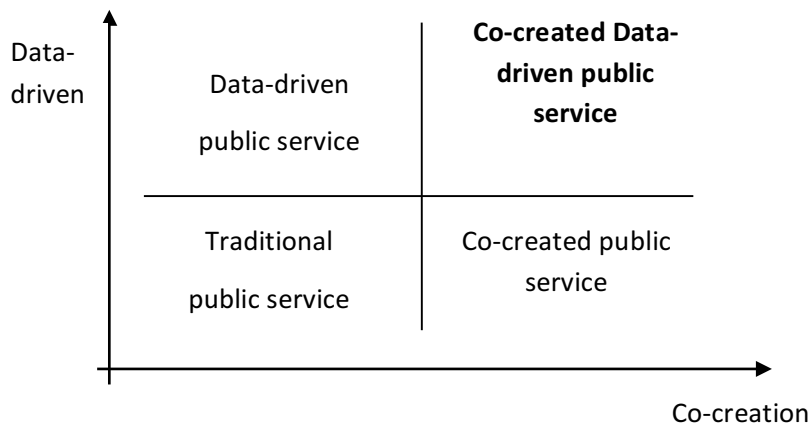 Data-
driven
Data-driven
public service
Co-created Data-
driven public
service
Traditional
public service
Co-created public
service
Co-creation